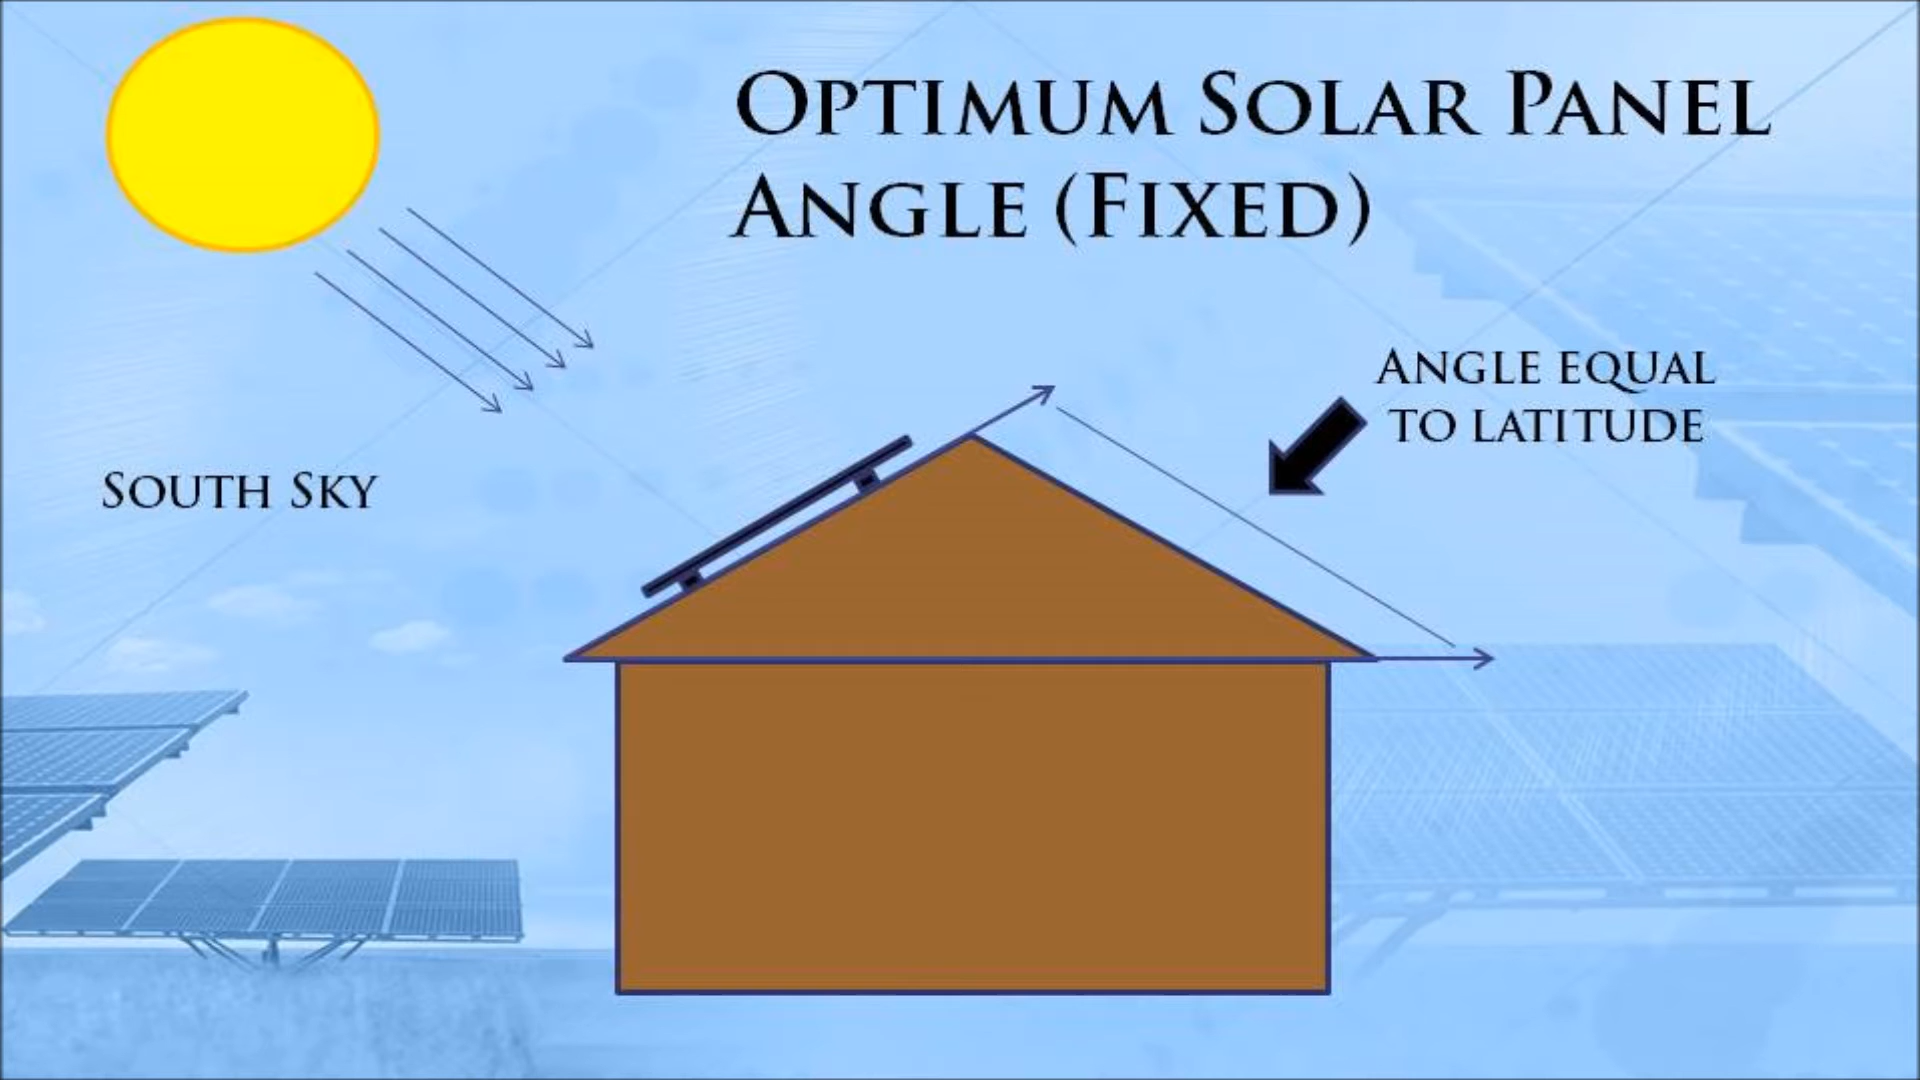 Optimum Solar Panel
Angle (Fixed)
Angle equal
to latitude
South Sky